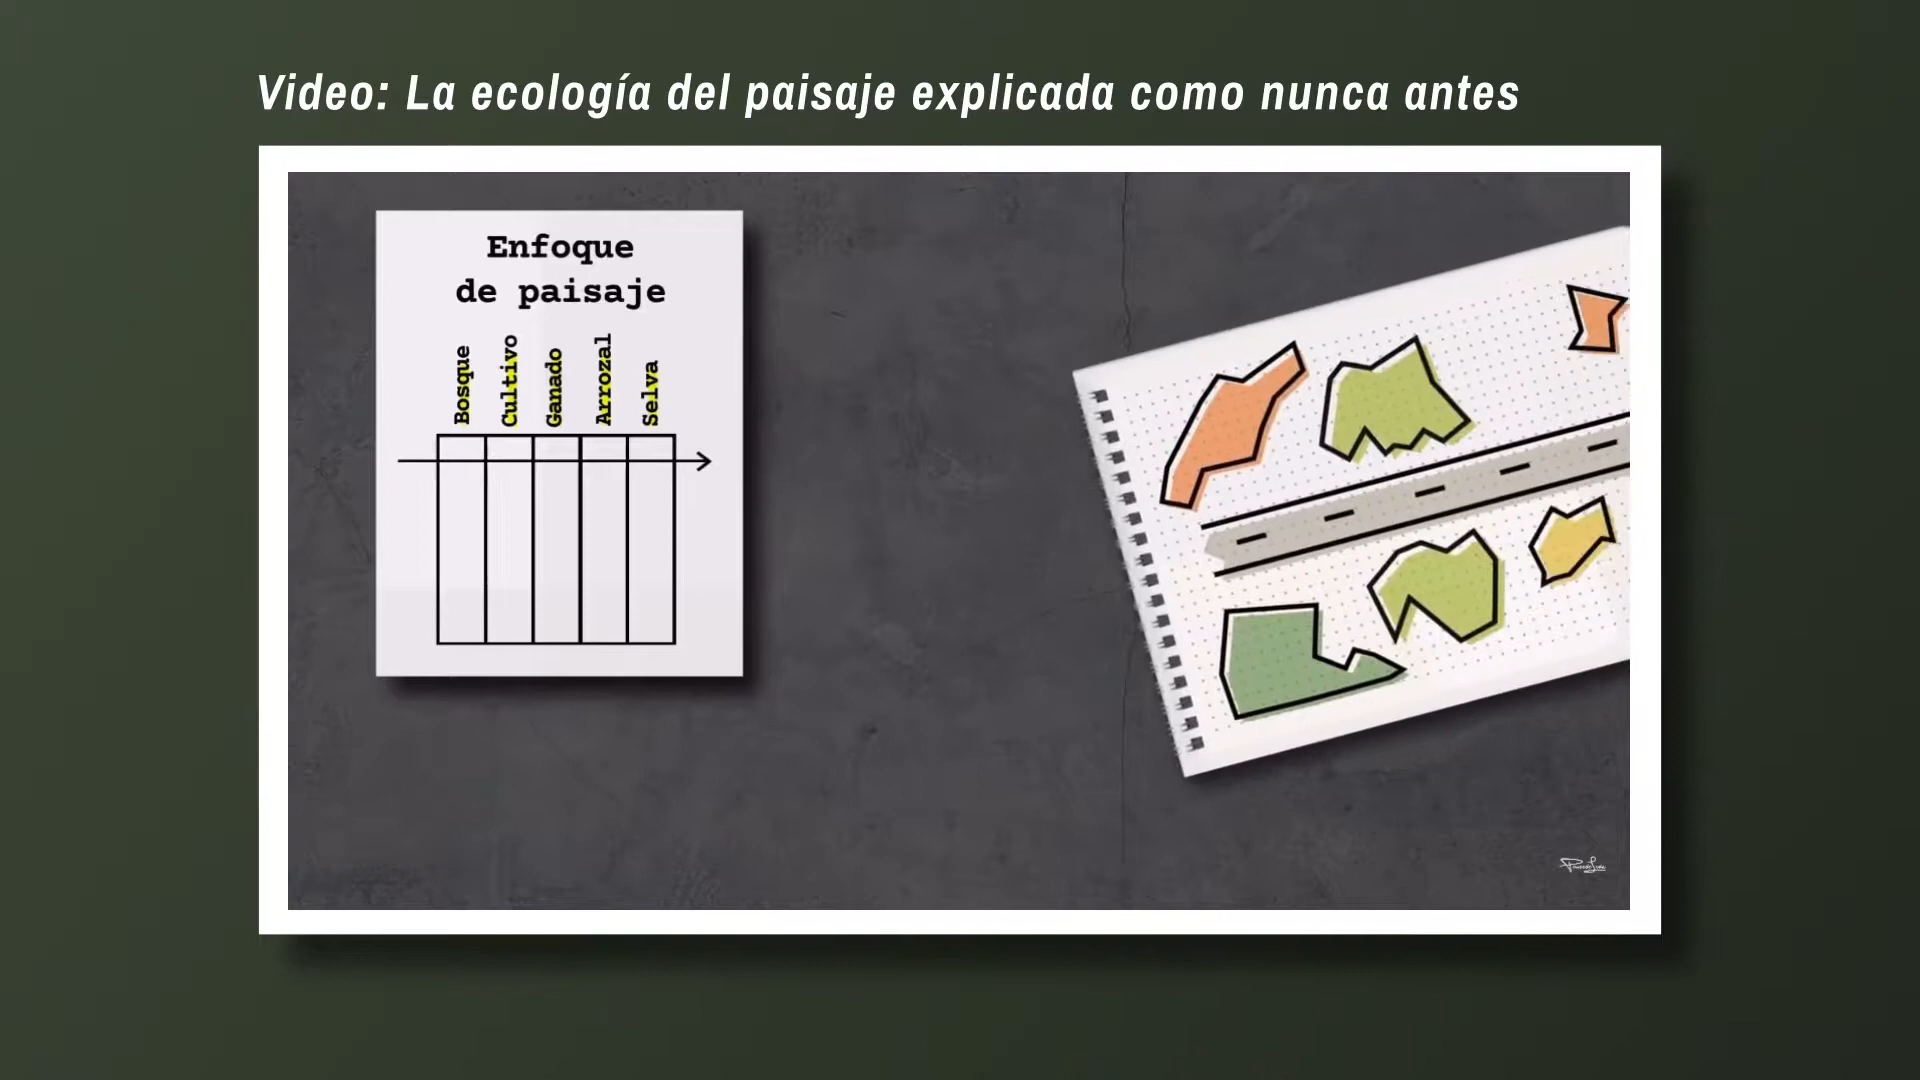 Video: La ecología del paisaje explicada como nunca antes
Enfoque
de paisaje
Bosque
Cultivo
Ganado
Arrozal
Selva